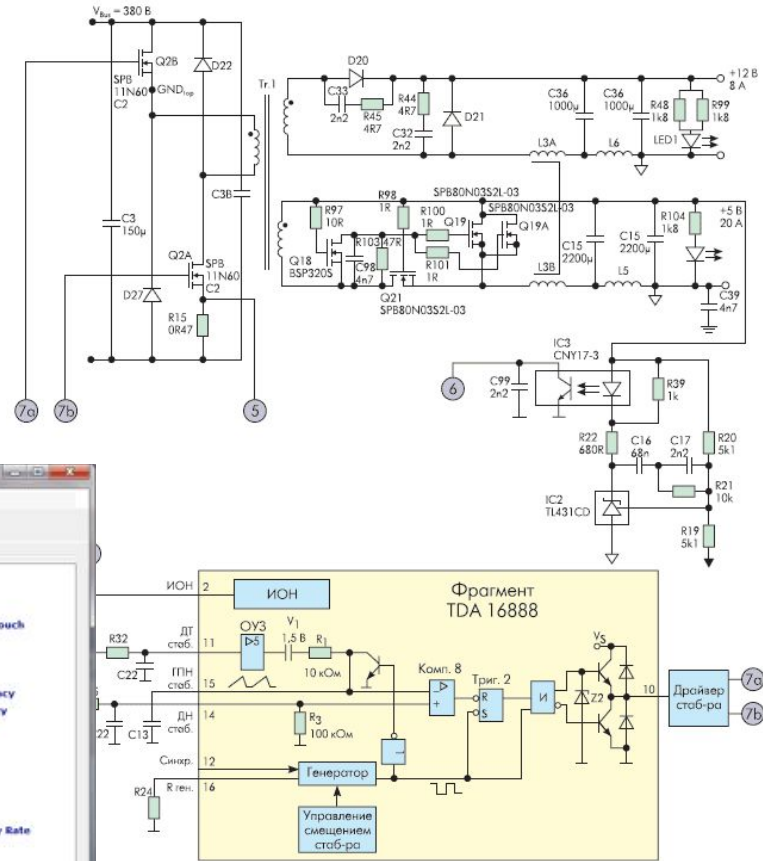 V_Bus = 380 В
Q2B
D22
SPB
11N60
C2
GND_top
Tr.1
D20
C33
2n2
R45
4R7
R44
4R7
C32
2n2
D21
C36
1000µ
C36
1000µ
R48
1k8
R99
1k8
LED1
+12 В
8 А
L3A
L6
C3
150µ
C3B
Q2A
SPB
11N60
C2
D27
R15
0R47
R97
10R
Q18
BSP320S
R98
1R
R103
47R
C98
4n7
R100
1R
R101
1R
Q21
SPB80N03S2L-03
SPB80N03S2L-03
Q19
SPB80N03S2L-03
Q19A
C15
2200µ
C15
2200µ
R104
1k8
+5 В
20 А
L3B
L5
C39
4n7
7a
7b
5
6
C99
2n2
IC3
CNY17-3
R39
1k
R22
680R
C16
68n
C17
2n2
R20
5k1
R21
10k
IC2
TL431CD
R19
5k1
ouch
y Rate
Фрагмент
TDA 16888
ИОН
2
ИОН
R32
C22
ДТ
стаб.
11
ОУ3
▷5
V1
1,5 В
R1
10 кОм
ГПН
стаб.
15
C13
ДН
стаб.
14
R3
100 кОм
Комп. 8
▷
+
Триг. 2
R
S
И
1
VS
Z2
10
Драйвер
стаб-ра
7a
7b
Синхр.
12
R ген.
16
R24
Генератор
Управление
смещением
стаб-ра